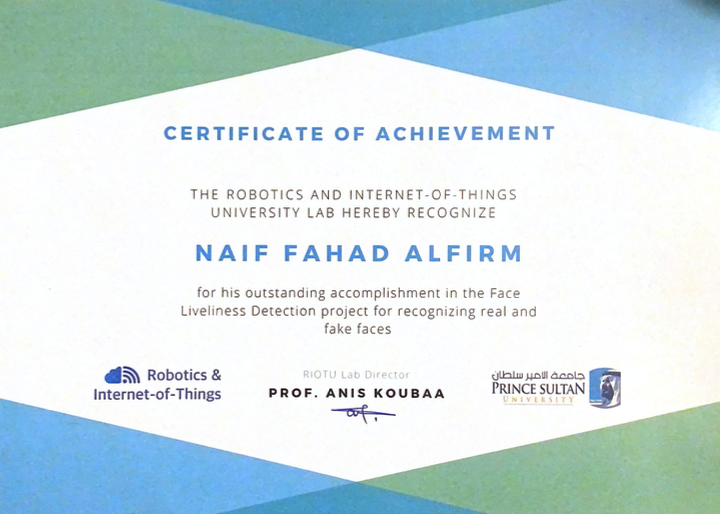 CERTIFICATE OF ACHIEVEMENT
THE ROBOTICS AND INTERNET-OF-THINGS
UNIVERSITY LAB HEREBY RECOGNIZE
NAIF FAHAD ALFIRM
for his outstanding accomplishment in the Face
Liveliness Detection project for recognizing real and
fake faces
Robotics &
Internet-of-Things
RIOTU Lab Director
PROF. ANIS KOUBAA
جامعة الأمير سلطان
PRINCE SULTAN
UNIVERSITY